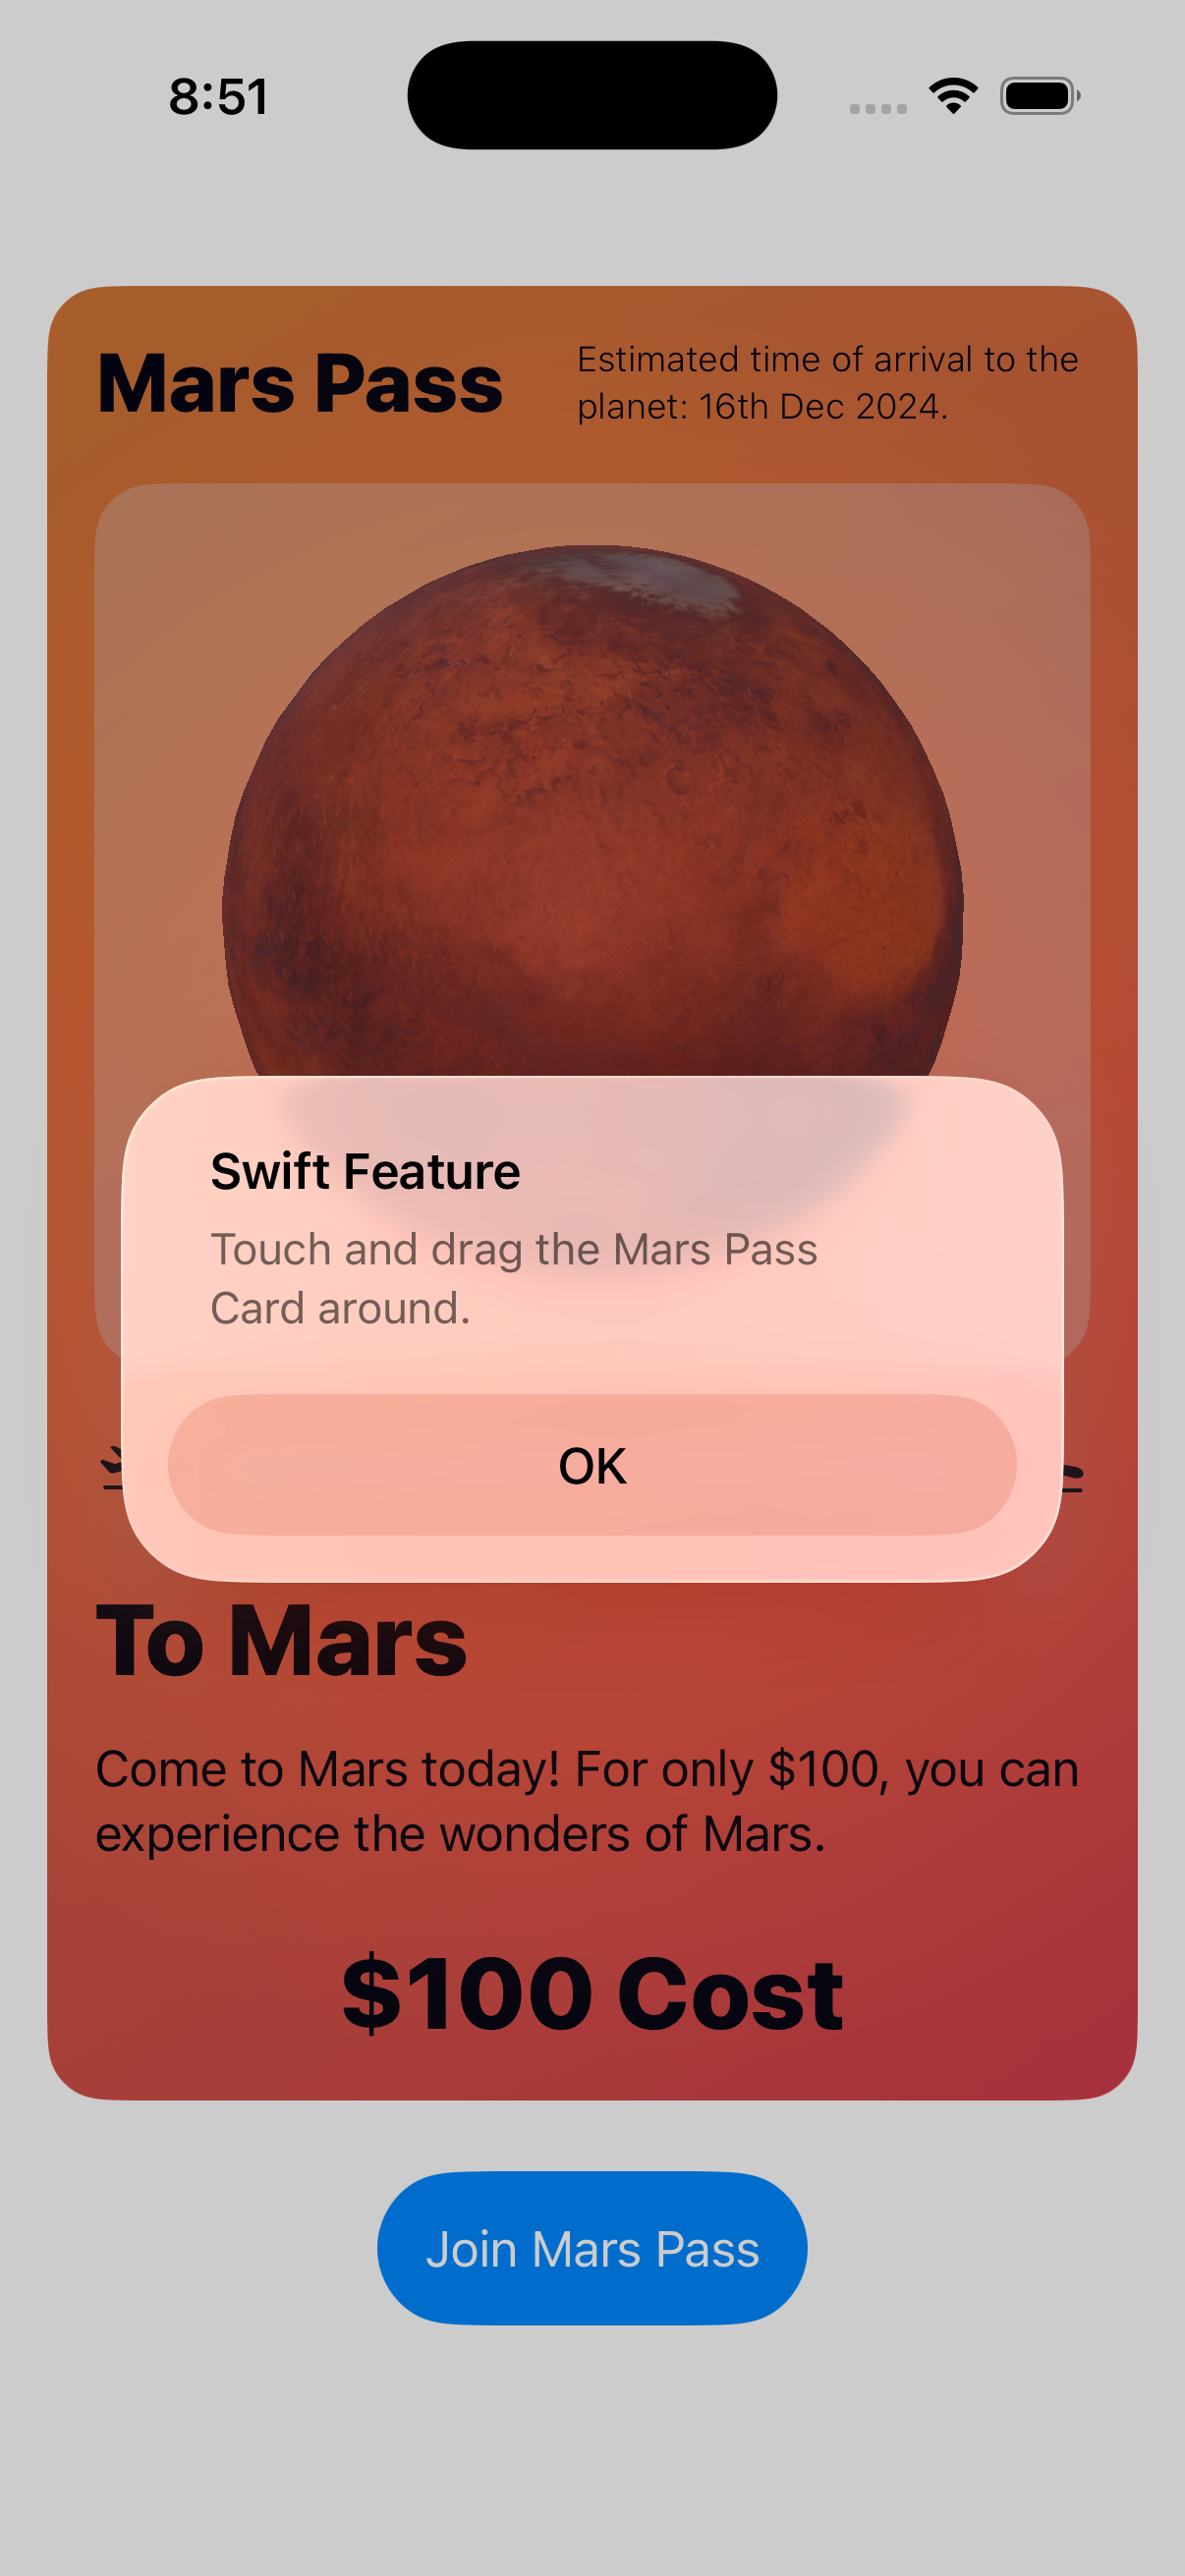 8:51
Mars Pass
Estimated time of arrival to the
planet: 16th Dec 2024.
Swift Feature
Touch and drag the Mars Pass
Card around.
OK
To Mars
Come to Mars today! For only $100, you can
experience the wonders of Mars.
$100 Cost
Join Mars Pass